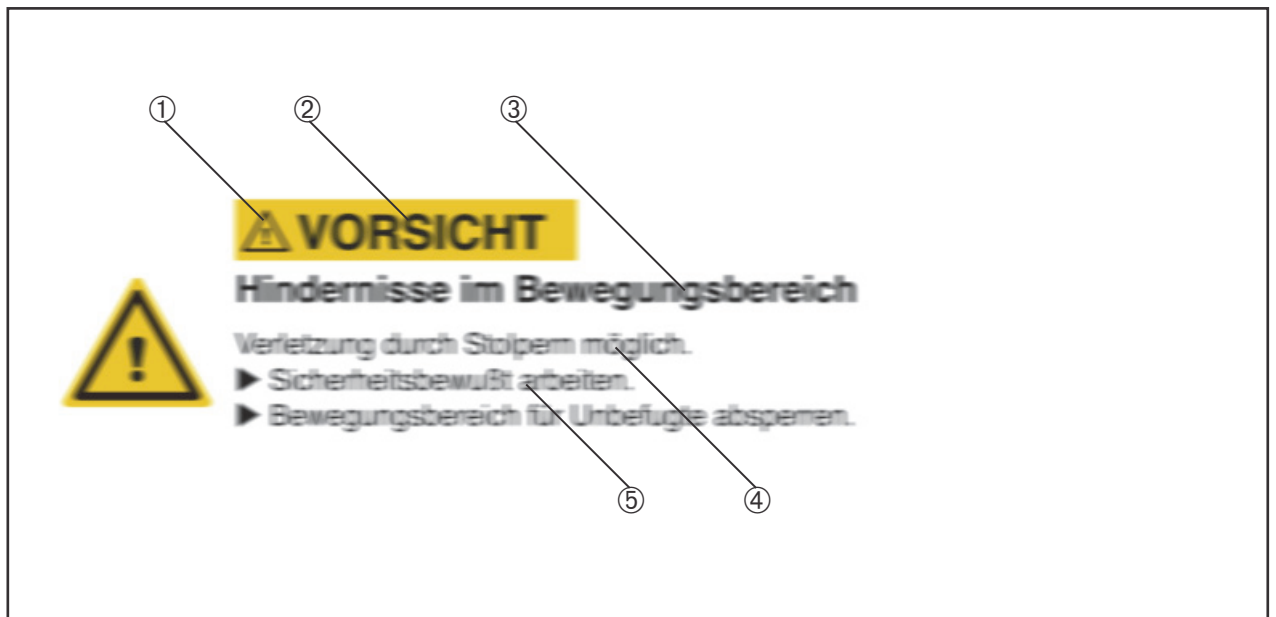 ① ② ③
⚠ VORSICHT
Hindernisse im Bewegungsbereich
Verletzung durch Stolpern möglich.
▶ Sicherheitsbewußt arbeiten.
▶ Bewegungsbereich für Unbefugte absperren.
⑤ ④